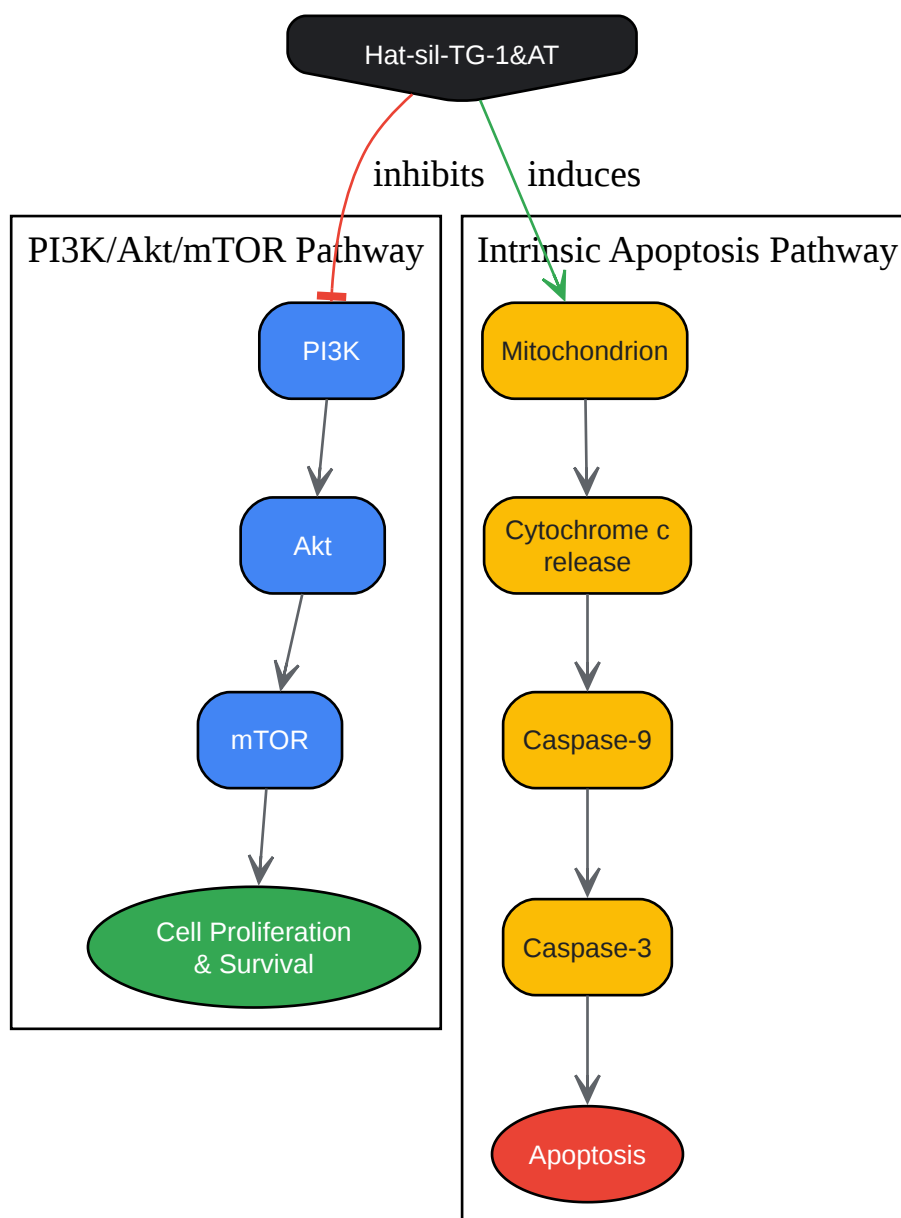 Hat-sil-TG-1&AT
inhibits
induces
PI3K/Akt/mTOR Pathway
PI3K
Akt
mTOR
Cell Proliferation
& Survival
Intrinsic Apoptosis Pathway
Mitochondrion
Cytochrome c
release
Caspase-9
Caspase-3
Apoptosis